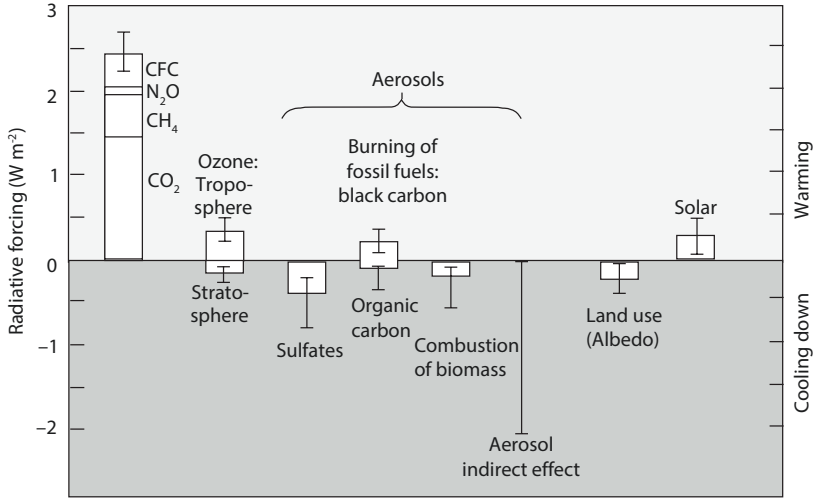 3
2
1
0
−1
−2
Radiative forcing (W m-2)
CFC
N2O
CH4
CO2
Ozone:
Tropo-
sphere
Strato-
sphere
Aerosols
Burning of
fossil fuels:
black carbon
Sulfates
Organic
carbon
Combustion
of biomass
Aerosol
indirect effect
Land use
(Albedo)
Solar
Warming
Cooling down